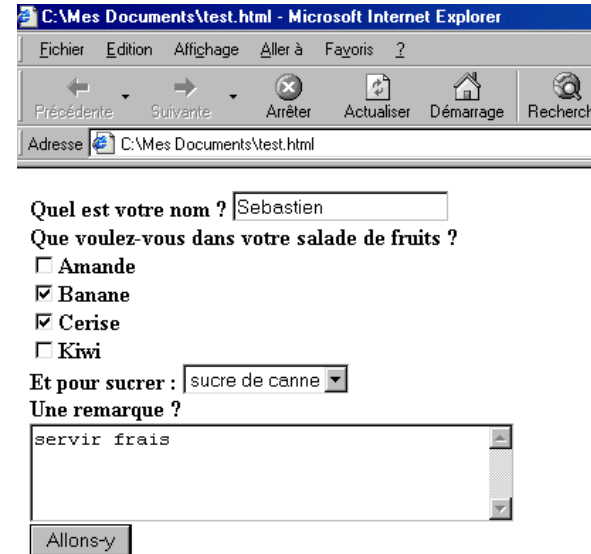 C:\Mes Documents\test.html - Microsoft Internet Explorer
Fichier Edition Affichage Aller à Favoris ?
Précédente Suivante Arrêter Actualiser Démarrage Recherch
Adresse C:\Mes Documents\test.html
Quel est votre nom ? Sebastien
Que voulez-vous dans votre salade de fruits ?
Amande
Banane
Cerise
Kiwi
Et pour sucrer : sucre de canne
Une remarque ?
servir frais
Allons-y